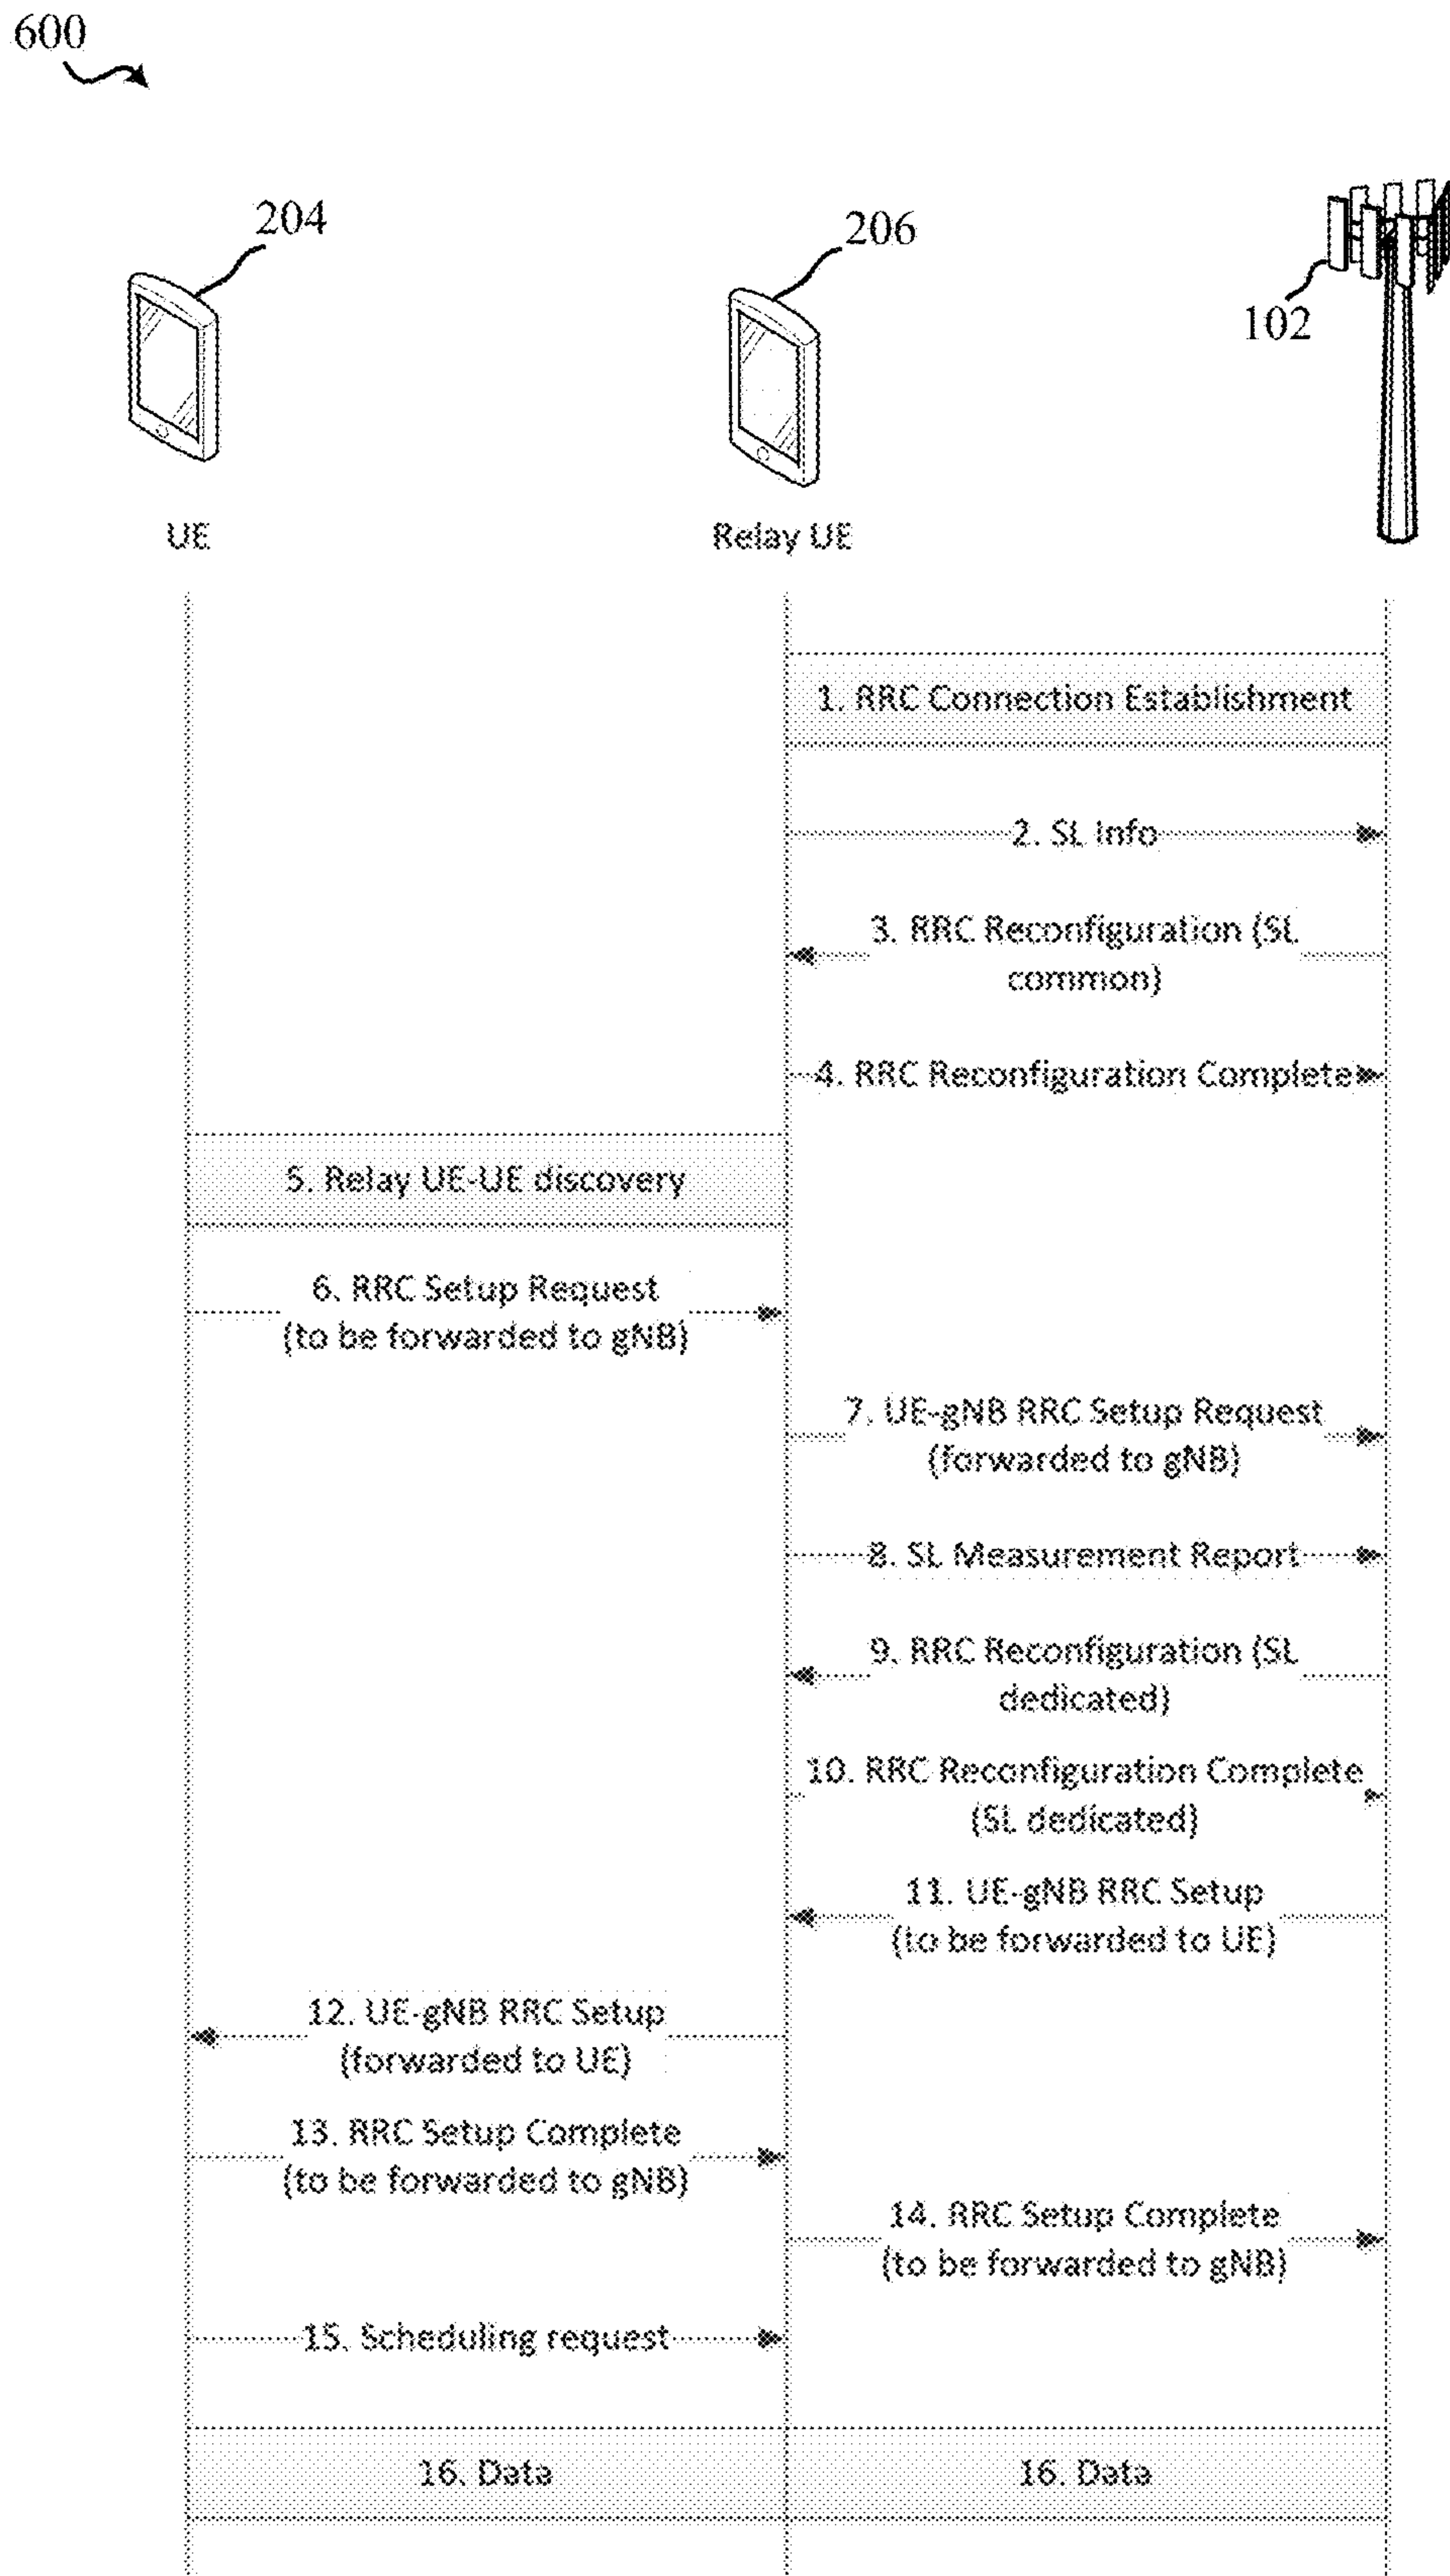 600
204
206
102
UE
Relay UE
1. RRC Connection Establishment
2. SL Info
3. RRC Reconfiguration (SL
common)
4. RRC Reconfiguration Complete
5. Relay UE-UE discovery
6. RRC Setup Request
(to be forwarded to gNB)
7. UE-gNB RRC Setup Request
(forwarded to gNB)
8. SL Measurement Report
9. RRC Reconfiguration (SL
dedicated)
10. RRC Reconfiguration Complete
(SL dedicated)
11. UE-gNB RRC Setup
(to be forwarded to UE)
12. UE-gNB RRC Setup
(forwarded to UE)
13. RRC Setup Complete
(to be forwarded to gNB)
14. RRC Setup Complete
(to be forwarded to gNB)
15. Scheduling request
16. Data
16. Data